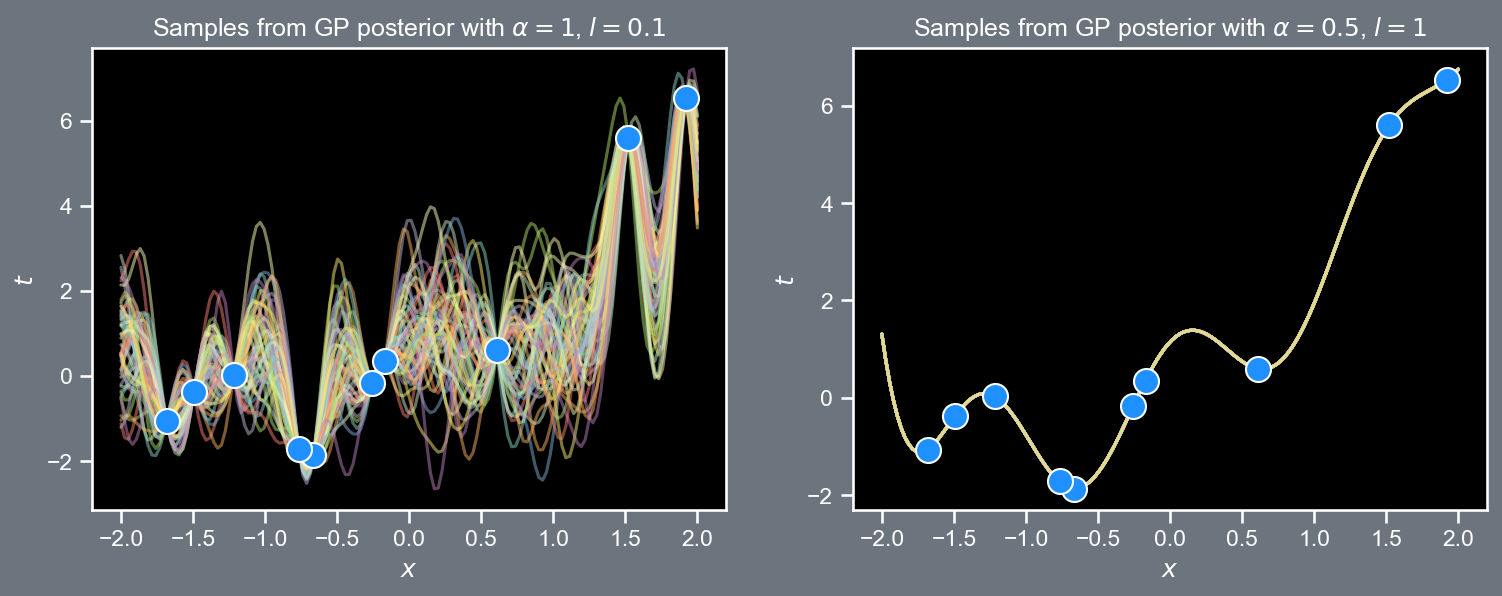 Samples from GP posterior with α = 1, l = 0.1
t
6
4
2
0
−2
−2.0 −1.5 −1.0 −0.5 0.0 0.5 1.0 1.5 2.0
x
Samples from GP posterior with α = 0.5, l = 1
t
6
4
2
0
−2
−2.0 −1.5 −1.0 −0.5 0.0 0.5 1.0 1.5 2.0
x